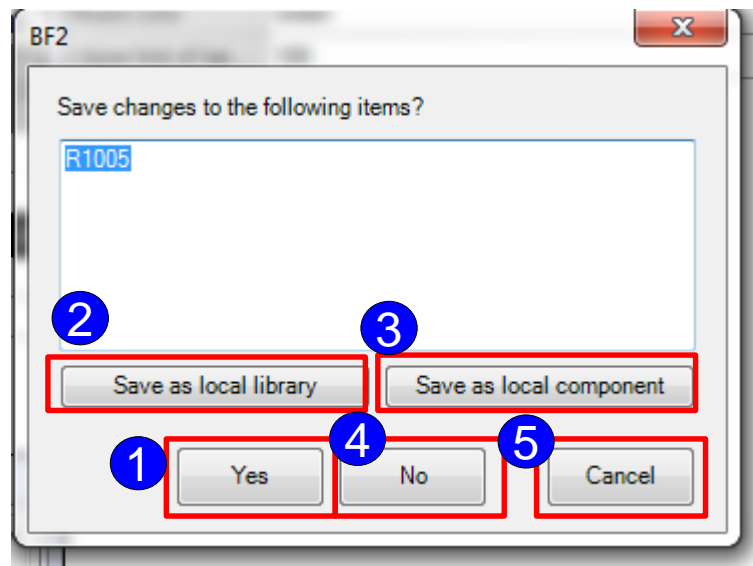 BF2
Save changes to the following items?
R1005
2
3
Save as local library
Save as local component
1
Yes
4
No
5
Cancel